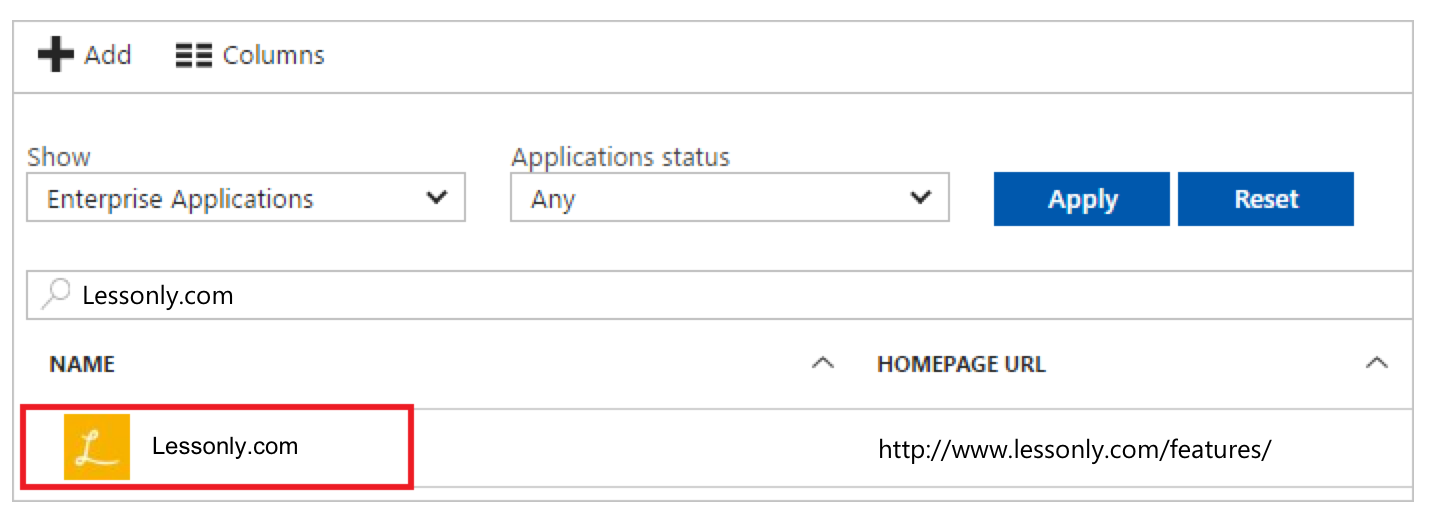 Add Columns
Show Applications status
Enterprise Applications Any Apply Reset
Lessonly.com
NAME HOMEPAGE URL
L Lessonly.com http://www.lessonly.com/features/